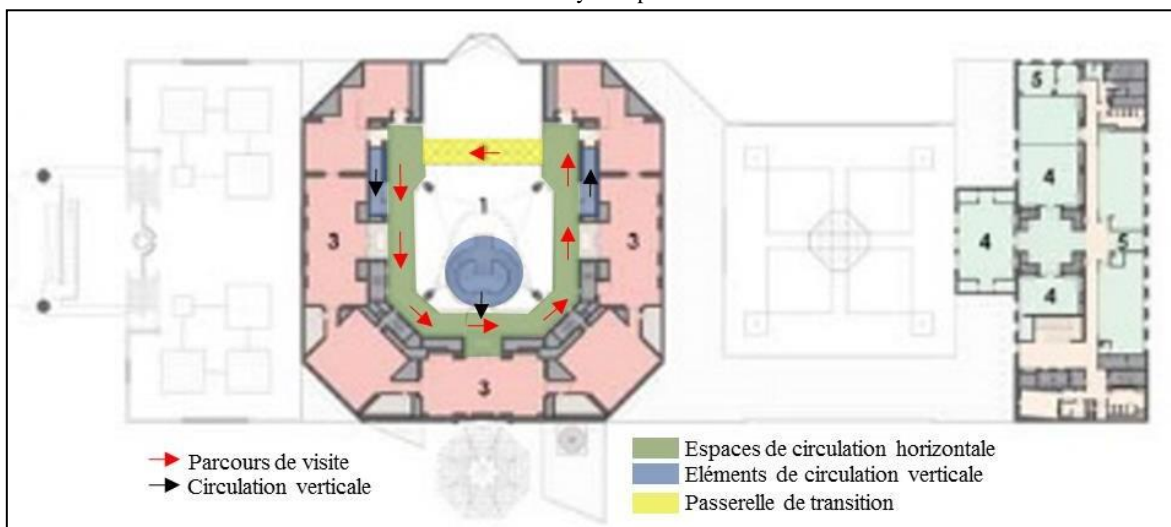 5
4
1
3
3
4
5
4
3
Parcours de visite
Circulation verticale
Espaces de circulation horizontale
Eléments de circulation verticale
Passerelle de transition